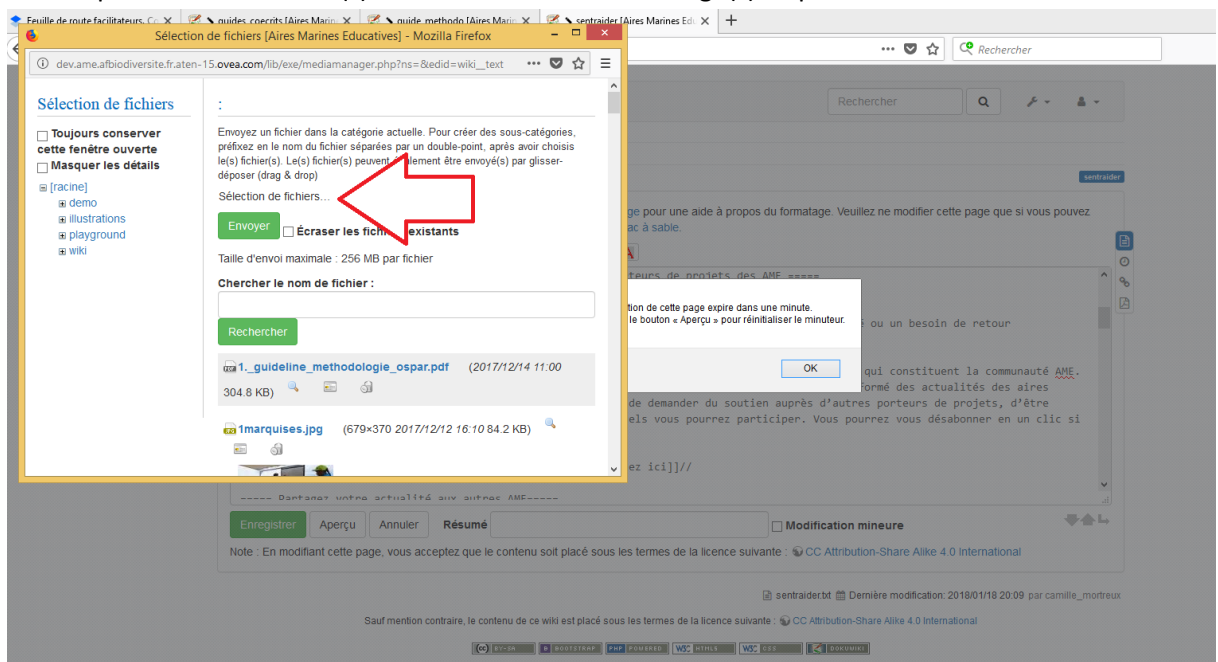 Feuille de route facilitateurs, Co
guides_coecrits [Aires Marin
guide_methodo [Aires Marin
sentraider [Aires Marines Edu
Sélection de fichiers [Aires Marines Educatives] - Mozilla Firefox
dev.ame.afbiodiversite.fr.aten-15.ovea.com/lib/exe/mediamanager.php?ns=&edid=wiki__text
Rechercher
Sélection de fichiers
Toujours conserver
cette fenêtre ouverte
Masquer les détails
[racine]
demo
illustrations
playground
wiki
:
Envoyez un fichier dans la catégorie actuelle. Pour créer des sous-catégories,
préfixez en le nom du fichier séparées par un double-point, après avoir choisis
le(s) fichier(s). Le(s) fichier(s) peuvent également être envoyé(s) par glisser-
déposer (drag & drop)
Sélection de fichiers...
Envoyer
Écraser les fichiers existants
Taille d'envoi maximale : 256 MB par fichier
Chercher le nom de fichier :
Rechercher
1._guideline_methodologie_ospar.pdf (2017/12/14 11:00
304.8 KB)
1marquises.jpg (679×370 2017/12/12 16:10 84.2 KB)
Rechercher
sentraider
pour une aide à propos du formatage. Veuillez ne modifier cette page que si vous pouvez
ac à sable.
teurs de projets des AME =====
tion de cette page expire dans une minute.
le bouton « Aperçu » pour réinitialiser le minuteur.
OK
ou un besoin de retour
qui constituent la communauté AME.
formé des actualités des aires
de demander du soutien auprès d'autres porteurs de projets, d'être
els vous pourrez participer. Vous pourrez vous désabonner en un clic si
ez ici]]//
===== Partagez votre actualité aux autres AME=====
Enregistrer Aperçu Annuler Résumé Modification mineure
Note : En modifiant cette page, vous acceptez que le contenu soit placé sous les termes de la licence suivante : CC Attribution-Share Alike 4.0 International
sentraider.txt Dernière modification: 2018/01/18 20:09 par camille_mortreux
Sauf mention contraire, le contenu de ce wiki est placé sous les termes de la licence suivante : CC Attribution-Share Alike 4.0 International
BY-SA BOOTSTRAP PHP POWERED W3C HTML5 W3C CSS DOKUWIKI